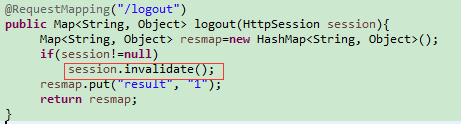 @RequestMapping("/logout")
public Map<String, Object> logout(HttpSession session){
Map<String, Object> resmap=new HashMap<String, Object>();
if(session!=null)
session.invalidate();
resmap.put("result", "1");
return resmap;
}